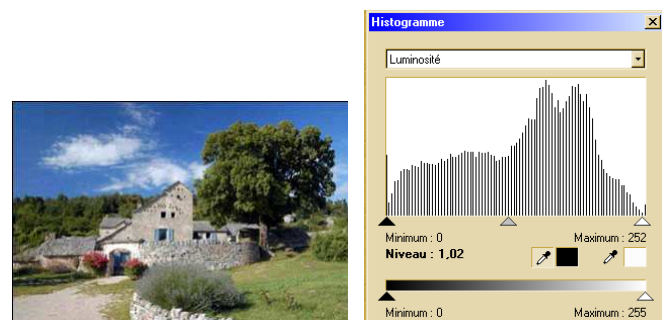 Histogramme
Luminosité
Minimum : 0 Maximum : 252
Niveau : 1,02
Minimum : 0 Maximum : 255